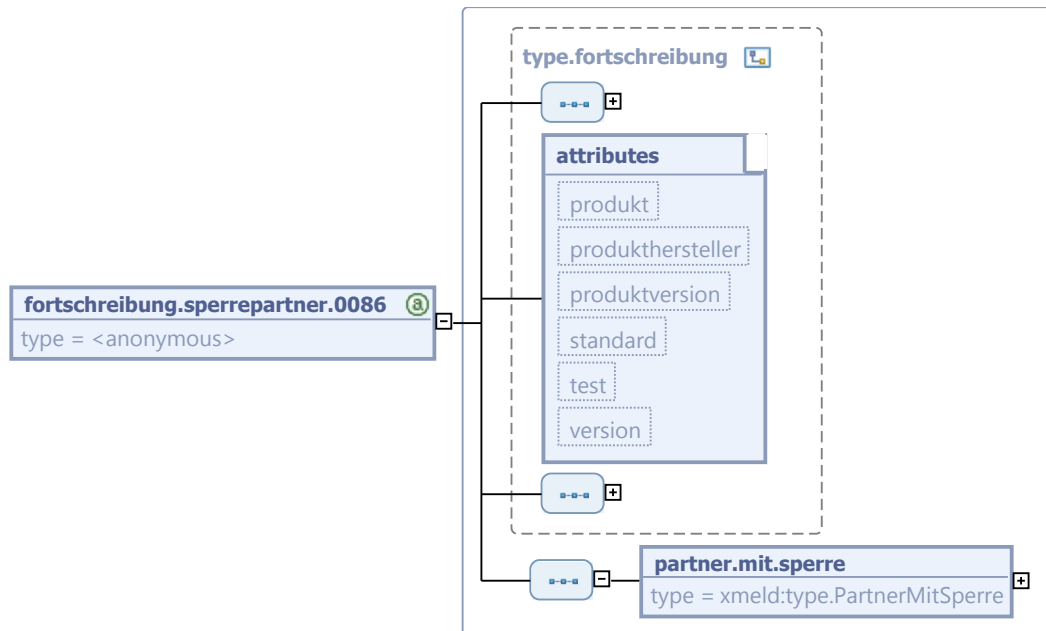 type.fortschreibung
attributes
produkt
produkthersteller
produktversion
standard
test
version
fortschreibung.sperrepartner.0086 a
type = <anonymous>
partner.mit.sperre
type = xmeld:type.PartnerMitSperre